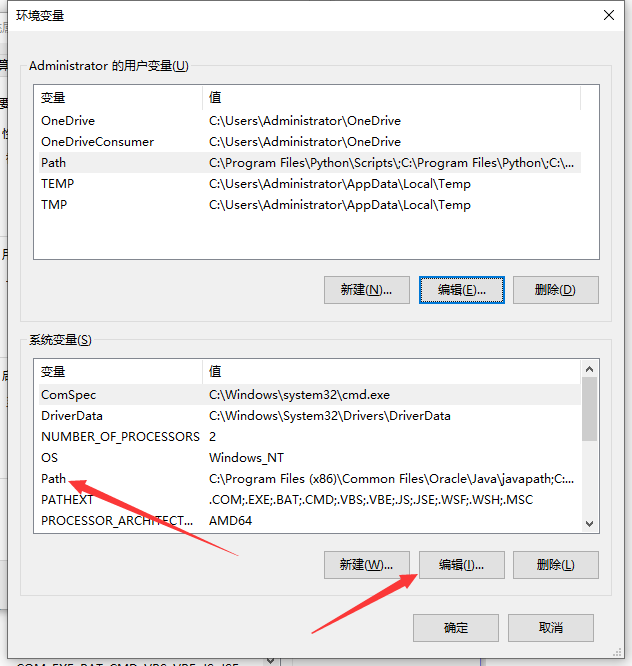 环境变量
Administrator 的用户变量(U)
变量 值
OneDrive C:\Users\Administrator\OneDrive
OneDriveConsumer C:\Users\Administrator\OneDrive
Path C:\Program Files\Python\Scripts\;C:\Program Files\Python\;C:\...
TEMP C:\Users\Administrator\AppData\Local\Temp
TMP C:\Users\Administrator\AppData\Local\Temp
新建(N)... 编辑(E)... 删除(D)
系统变量(S)
变量 值
ComSpec C:\Windows\system32\cmd.exe
DriverData C:\Windows\System32\Drivers\DriverData
NUMBER_OF_PROCESSORS 2
OS Windows_NT
Path C:\Program Files (x86)\Common Files\Oracle\Java\javapath;C:...
PATHEXT .COM;.EXE;.BAT;.CMD;.VBS;.VBE;.JS;.JSE;.WSF;.WSH;.MSC
PROCESSOR_ARCHITECT... AMD64
新建(W)... 编辑(I)... 删除(L)
确定 取消